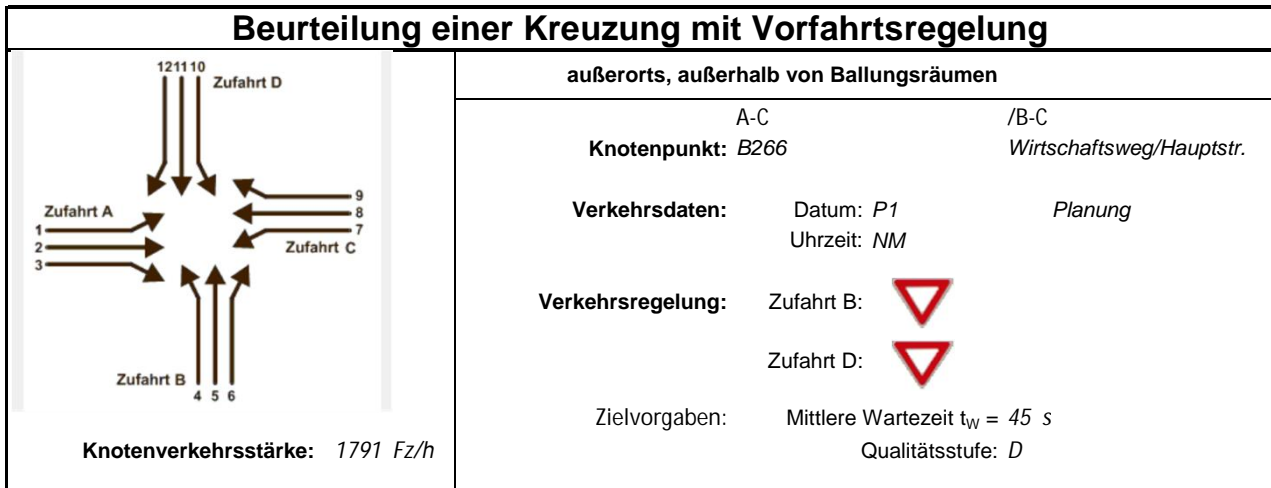 Beurteilung einer Kreuzung mit Vorfahrtsregelung
121110
Zufahrt D
Zufahrt A
1
2
3
9
8
7
Zufahrt C
Zufahrt B
4 5 6
Knotenverkehrsstärke: 1791 Fz/h
außerorts, außerhalb von Ballungsräumen
A-C /B-C
Knotenpunkt: B266 Wirtschaftsweg/Hauptstr.
Verkehrsdaten: Datum: P1 Planung
Uhrzeit: NM
Verkehrsregelung: Zufahrt B:
Zufahrt D:
Zielvorgaben: Mittlere Wartezeit tW = 45 s
Qualitätsstufe: D